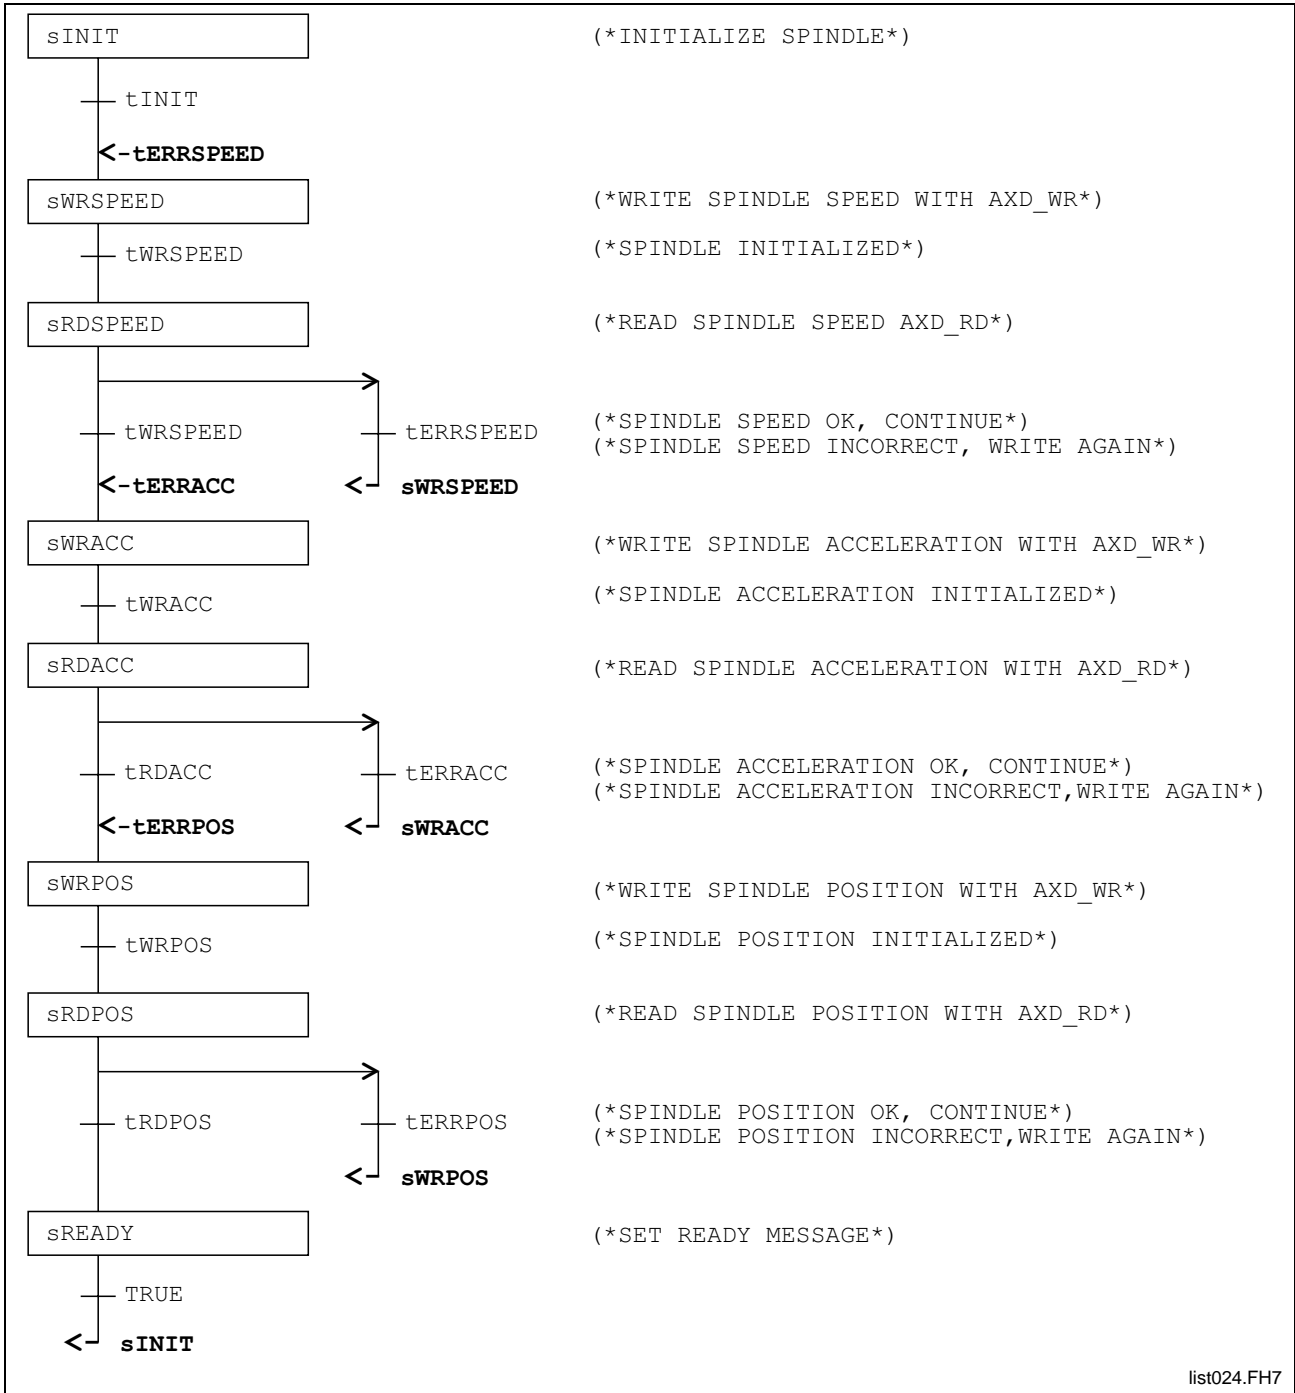 sINIT (*INITIALIZE SPINDLE*)
tINIT
<-tERRSPEED
sWRSPEED (*WRITE SPINDLE SPEED WITH AXD_WR*)
tWRSPEED (*SPINDLE INITIALIZED*)
sRDSPEED (*READ SPINDLE SPEED AXD_RD*)
tWRSPEED tERRSPEED (*SPINDLE SPEED OK, CONTINUE*)
(*SPINDLE SPEED INCORRECT, WRITE AGAIN*)
<-tERRACC <- sWRSPEED
sWRACC (*WRITE SPINDLE ACCELERATION WITH AXD_WR*)
tWRACC (*SPINDLE ACCELERATION INITIALIZED*)
sRDACC (*READ SPINDLE ACCELERATION WITH AXD_RD*)
tRDACC tERRACC (*SPINDLE ACCELERATION OK, CONTINUE*)
(*SPINDLE ACCELERATION INCORRECT,WRITE AGAIN*)
<-tERRPOS <- sWRACC
sWRPOS (*WRITE SPINDLE POSITION WITH AXD_WR*)
tWRPOS (*SPINDLE POSITION INITIALIZED*)
sRDPOS (*READ SPINDLE POSITION WITH AXD_RD*)
tRDPOS tERRPOS (*SPINDLE POSITION OK, CONTINUE*)
(*SPINDLE POSITION INCORRECT,WRITE AGAIN*)
<- sWRPOS
sREADY (*SET READY MESSAGE*)
TRUE
<- sINIT
list024.FH7